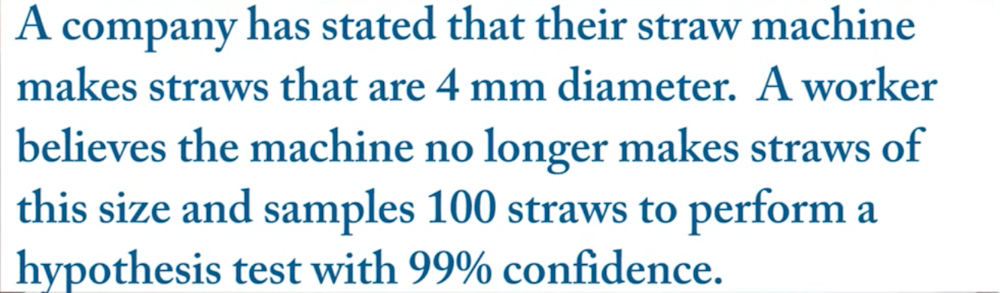 A company has stated that their straw machine
makes straws that are 4 mm diameter. A worker
believes the machine no longer makes straws of
this size and samples 100 straws to perform a
hypothesis test with 99% confidence.